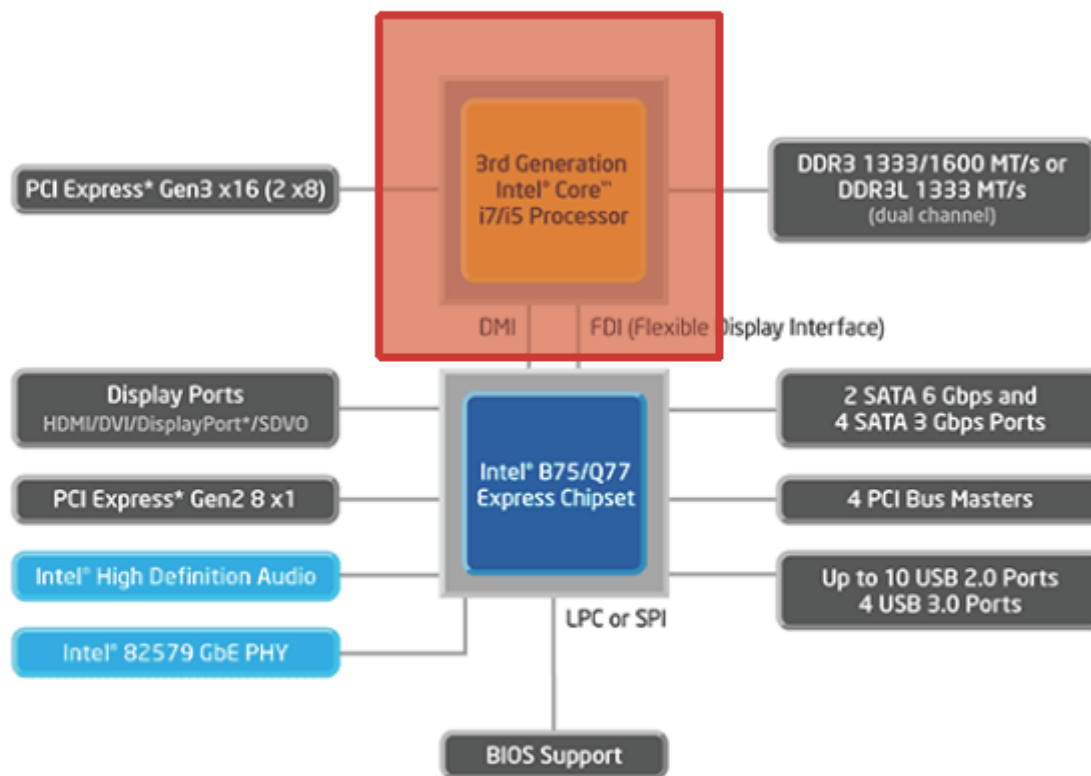 3rd Generation
Intel® Core™
i7/i5 Processor
PCI Express* Gen3 x16 (2 x8)
DDR3 1333/1600 MT/s or
DDR3L 1333 MT/s
(dual channel)
DMI
FDI (Flexible Display Interface)
Display Ports
HDMI/DVI/DisplayPort*/SDVO
2 SATA 6 Gbps and
4 SATA 3 Gbps Ports
Intel® B75/Q77
Express Chipset
PCI Express* Gen2 8 x1
4 PCI Bus Masters
Intel® High Definition Audio
Up to 10 USB 2.0 Ports
4 USB 3.0 Ports
LPC or SPI
Intel® 82579 GbE PHY
BIOS Support